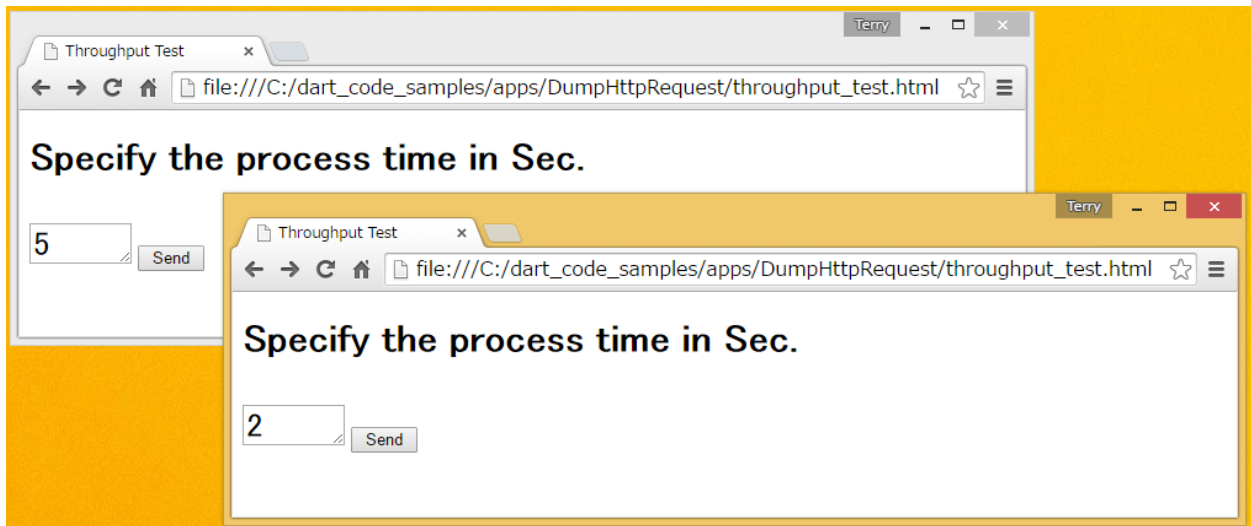 Terry
Throughput Test
file:///C:/dart_code_samples/apps/DumpHttpRequest/throughput_test.html
Specify the process time in Sec.
5
Send
Terry
Throughput Test
file:///C:/dart_code_samples/apps/DumpHttpRequest/throughput_test.html
Specify the process time in Sec.
2
Send